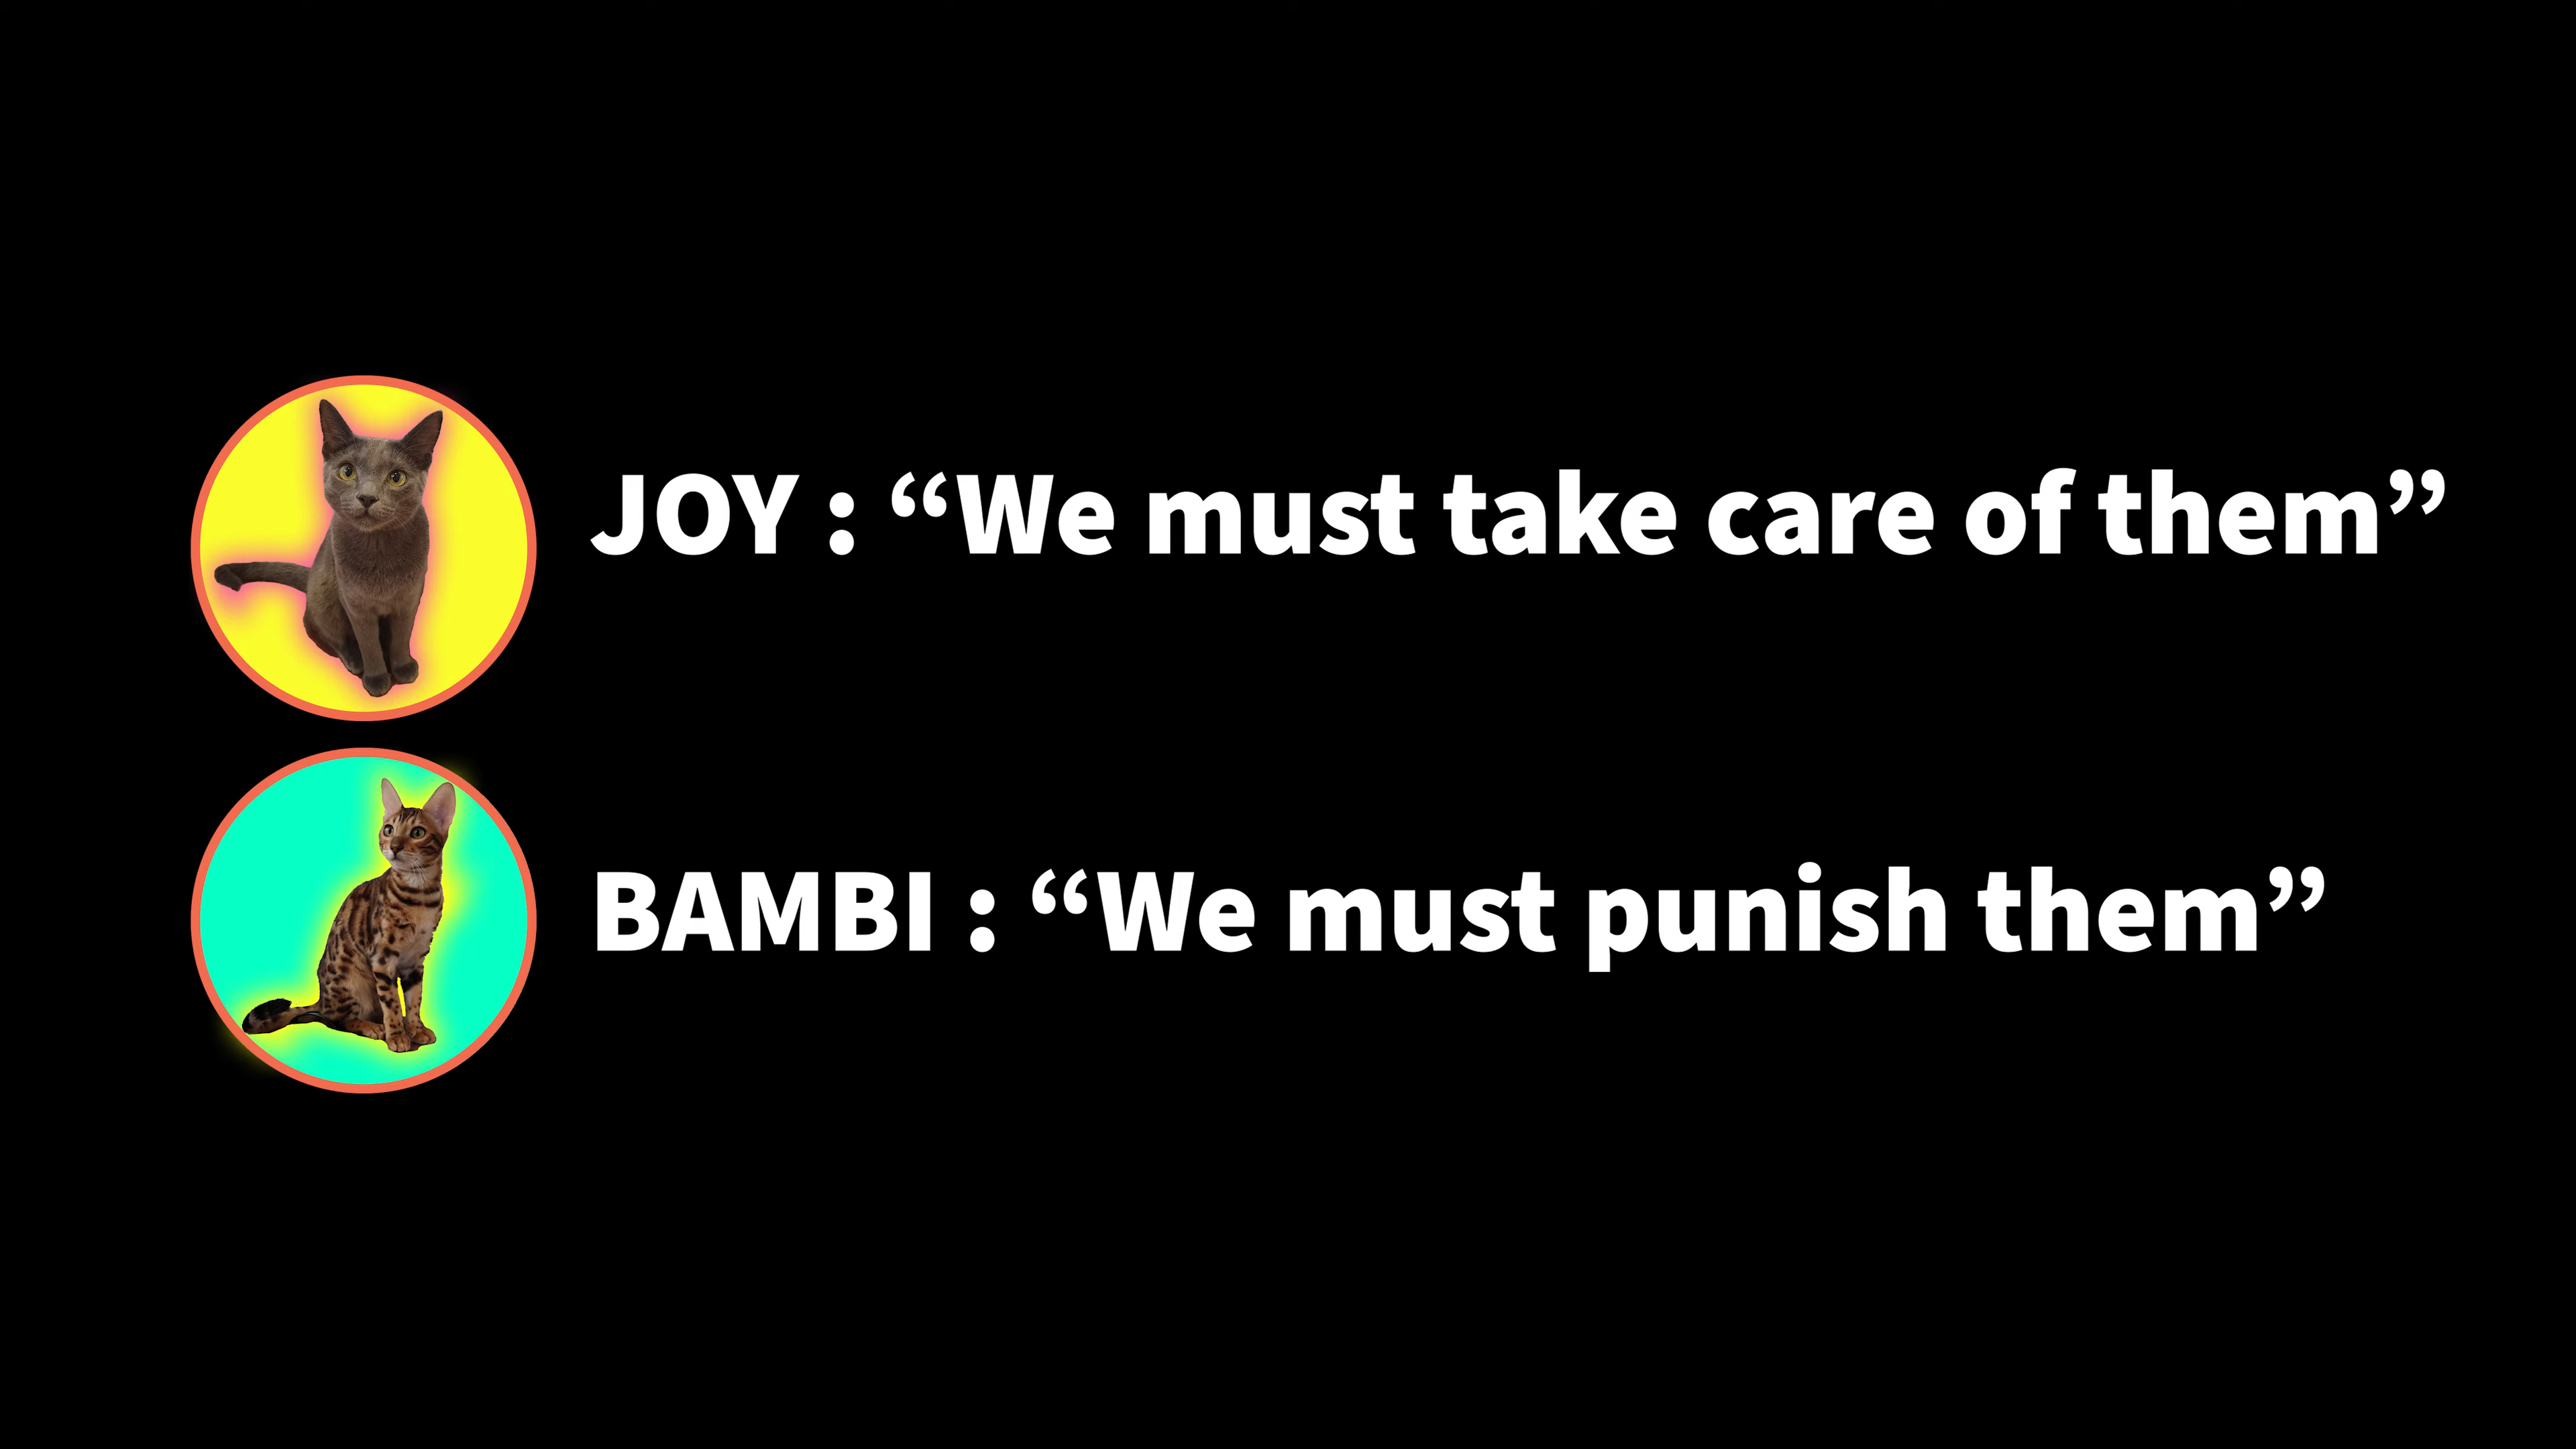 JOY : “We must take care of them”
BAMBI : “We must punish them”